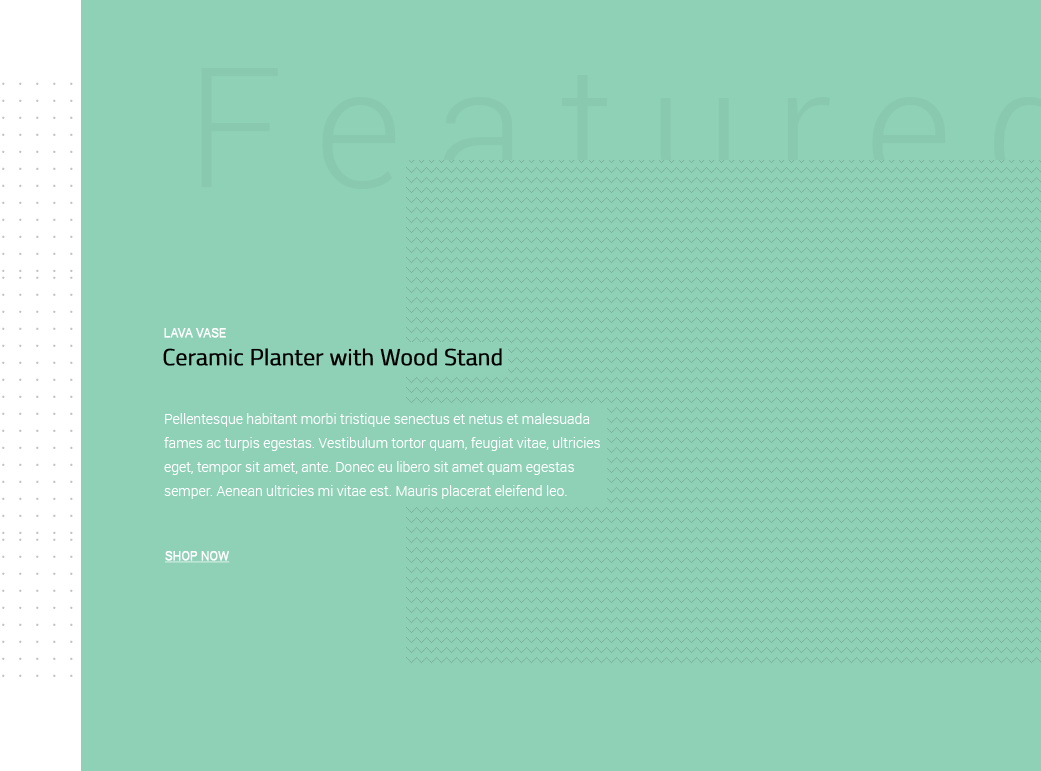 Featured
LAVA VASE
Ceramic Planter with Wood Stand
Pellentesque habitant morbi tristique senectus et netus et malesuada
fames ac turpis egestas. Vestibulum tortor quam, feugiat vitae, ultricies
eget, tempor sit amet, ante. Donec eu libero sit amet quam egestas
semper. Aenean ultricies mi vitae est. Mauris placerat eleifend leo.
SHOP NOW